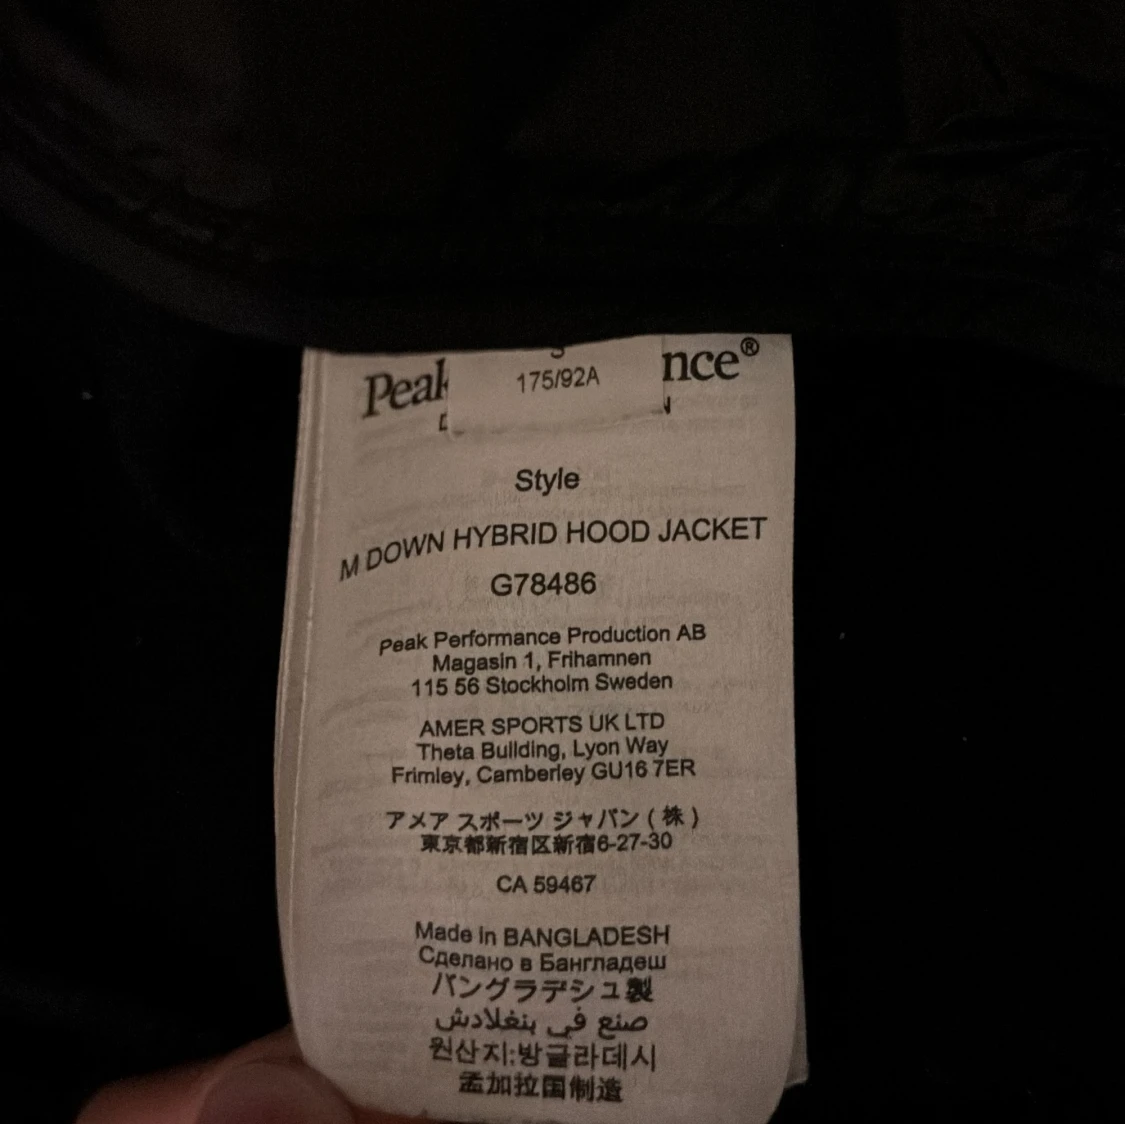 Peak nce®
175/92A
Style
M DOWN HYBRID HOOD JACKET
G78486
Peak Performance Production AB
Magasin 1, Frihamnen
115 56 Stockholm Sweden
AMER SPORTS UK LTD
Theta Building, Lyon Way
Frimley, Camberley GU16 7ER
アメア スポーツ ジャパン ( 株 )
東京都新宿区新宿6-27-30
CA 59467
Made in BANGLADESH
Сделано в Бангладеш
バングラデシュ製
صنع في بنغلادش
원산지:방글라데시
孟加拉国制造